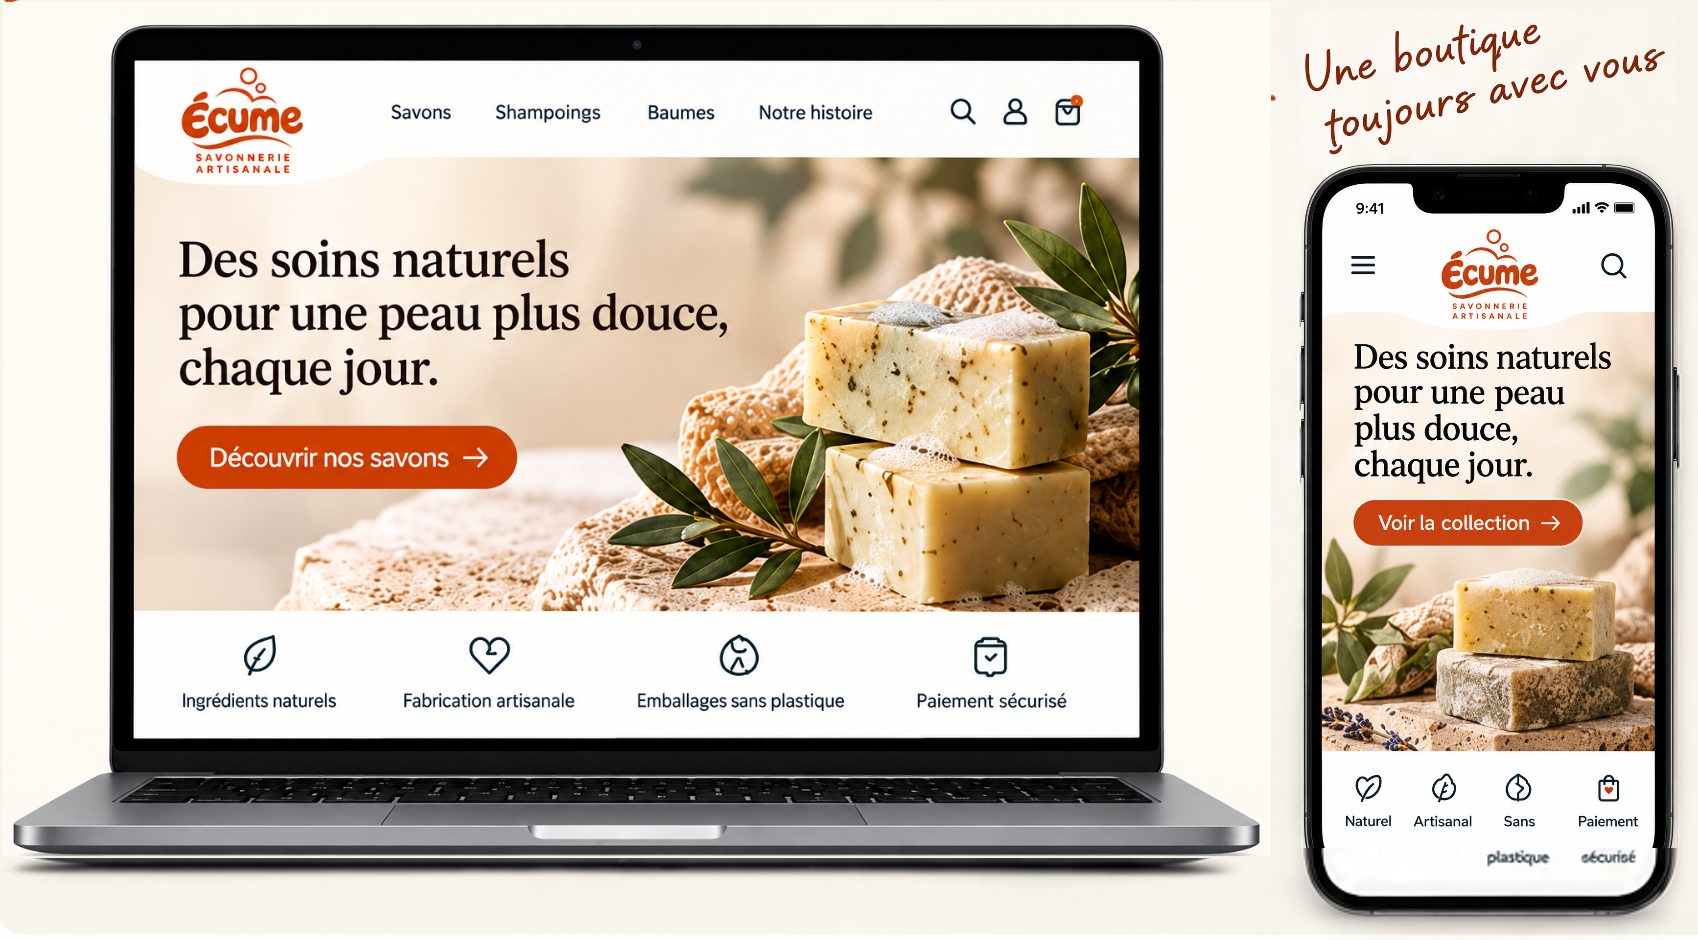 Écume
SAVONNERIE
ARTISANALE
Savons
Shampoings
Baumes
Notre histoire
Des soins naturels
pour une peau plus douce,
chaque jour.
Découvrir nos savons
Ingrédients naturels
Fabrication artisanale
Emballages sans plastique
Paiement sécurisé
Une boutique
toujours avec vous
9:41
Écume
SAVONNERIE
ARTISANALE
Des soins naturels
pour une peau
plus douce,
chaque jour.
Voir la collection
Naturel
Artisanal
Sans
plastique
Paiement
sécurisé